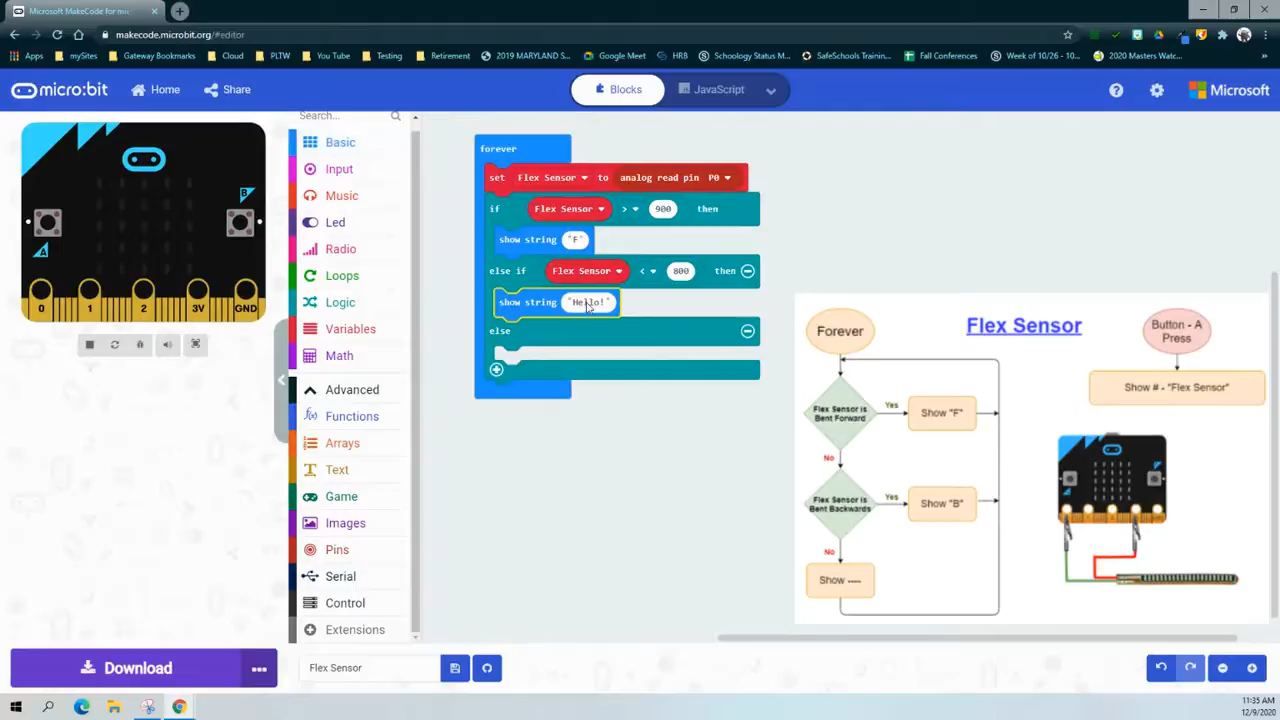 Microsoft MakeCode for mic
makecode.microbit.org/#editor
Apps mySites Gateway Bookmarks Cloud PLTW You Tube Testing Retirement 2019 MARYLAND S... Google Meet HRB Schoology Status M... SafeSchools Trainin... Fall Conferences Week of 10/26 - 10... 2020 Masters Watc...
micro:bit Home Share Blocks JavaScript Microsoft
Search...
Basic
Input
Music
Led
Radio
Loops
Logic
Variables
Math
Advanced
Functions
Arrays
Text
Game
Images
Pins
Serial
Control
Extensions
A
B
0 1 2 3V GND
forever
set Flex Sensor to analog read pin P0
if Flex Sensor > 900 then
show string "F"
else if Flex Sensor < 800 then
show string "Hello!"
else
Flex Sensor
Forever
Button - A
Press
Show # - "Flex Sensor"
Flex Sensor is
Bent Forward
Yes
Show "F"
No
Flex Sensor is
Bent Backwards
Yes
Show "B"
No
Show ----
Download
Flex Sensor
11:35 AM
12/9/2020